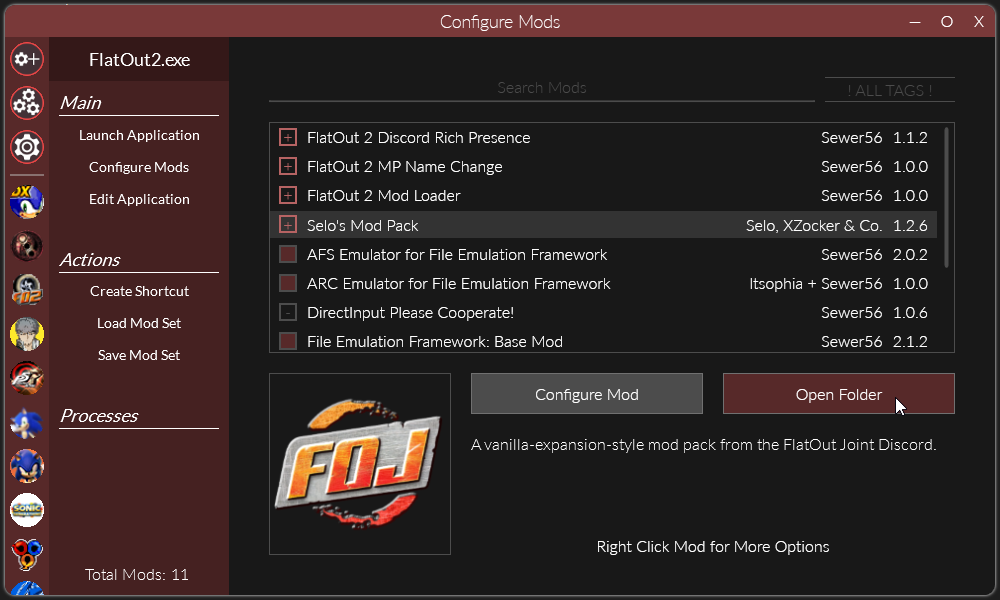 Configure Mods
FlatOut2.exe
Main
Launch Application
Configure Mods
Edit Application
Actions
Create Shortcut
Load Mod Set
Save Mod Set
Processes
Total Mods: 11
Search Mods
! ALL TAGS !
FlatOut 2 Discord Rich Presence Sewer56 1.1.2
FlatOut 2 MP Name Change Sewer56 1.0.0
FlatOut 2 Mod Loader Sewer56 1.0.0
Selo's Mod Pack Selo, XZocker & Co. 1.2.6
AFS Emulator for File Emulation Framework Sewer56 2.0.2
ARC Emulator for File Emulation Framework Itsophia + Sewer56 1.0.0
DirectInput Please Cooperate! Sewer56 1.0.6
File Emulation Framework: Base Mod Sewer56 2.1.2
FOJ
Configure Mod
Open Folder
A vanilla-expansion-style mod pack from the FlatOut Joint Discord.
Right Click Mod for More Options
DX
FO2
SONIC